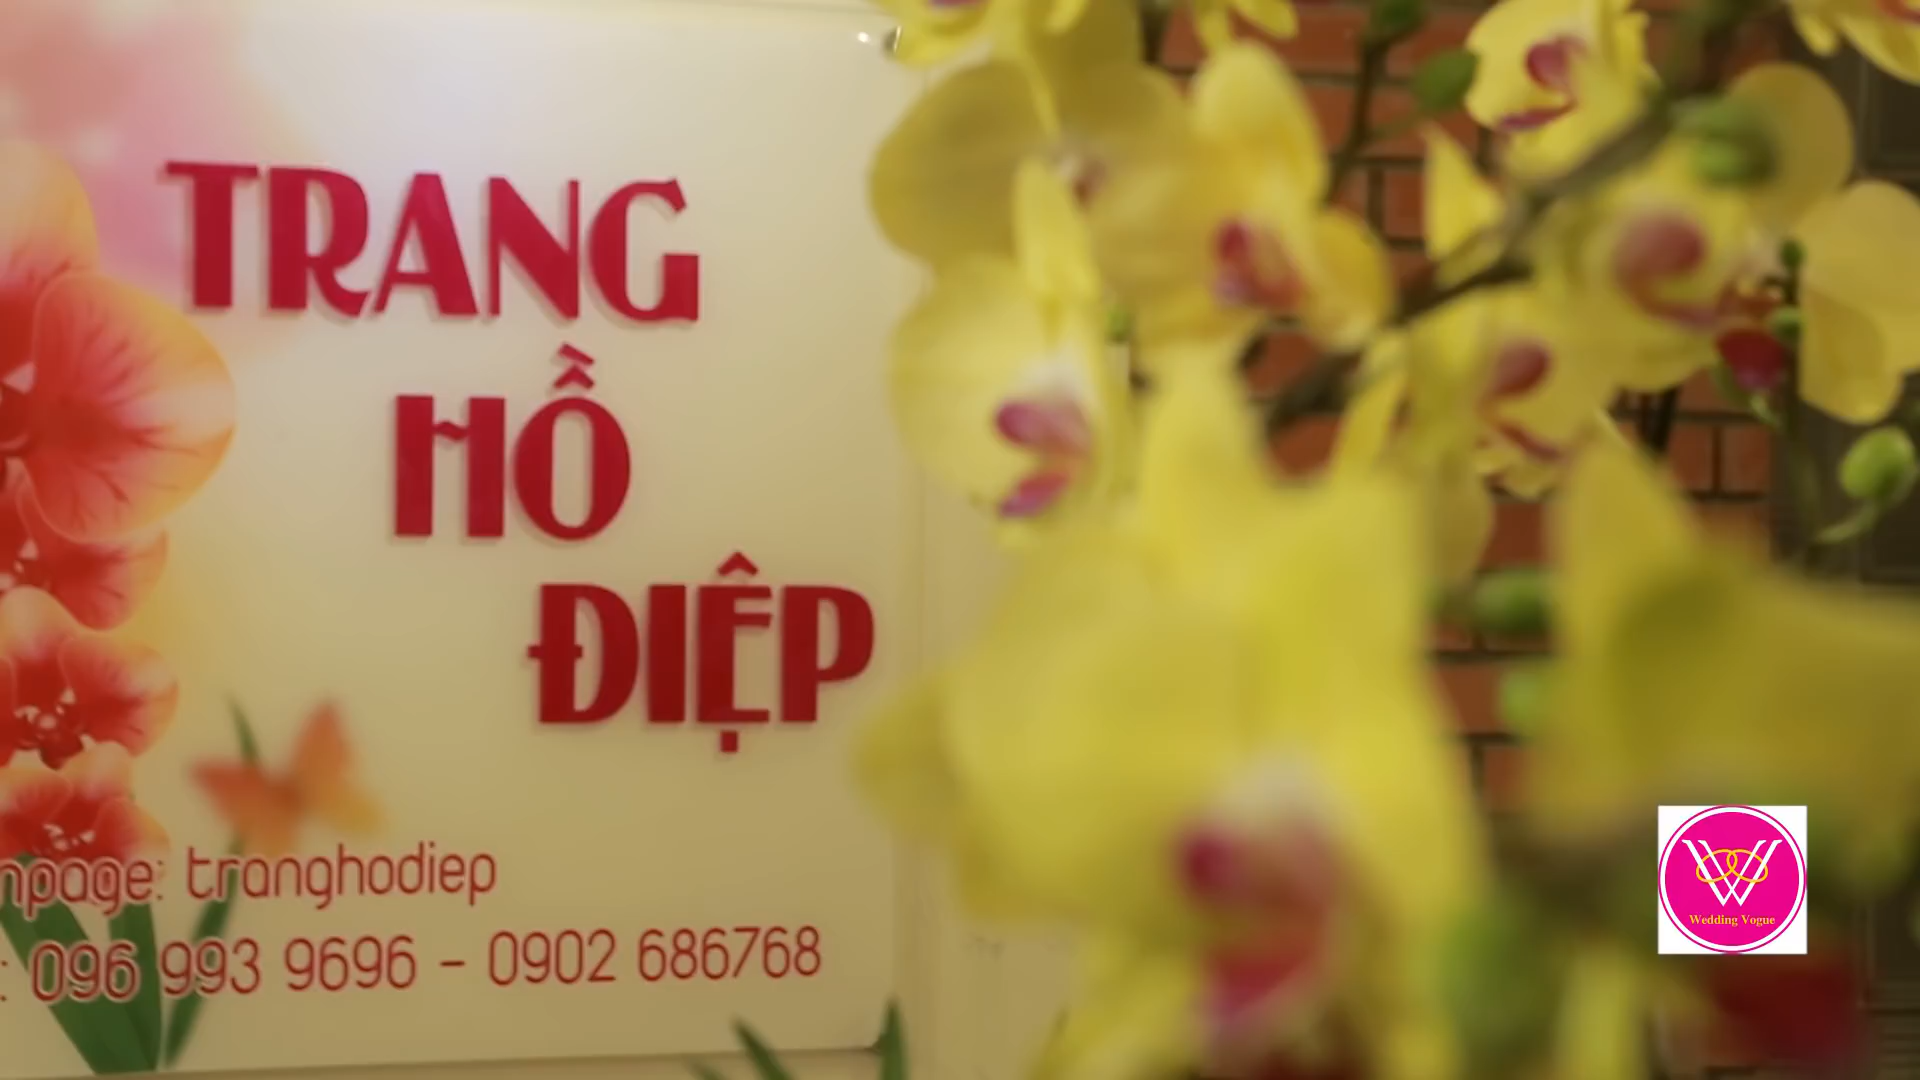 TRANG
HỒ
ĐIỆP
npage: tranghodiep
: 096 993 9696 - 0902 686768
W
Wedding Vogue